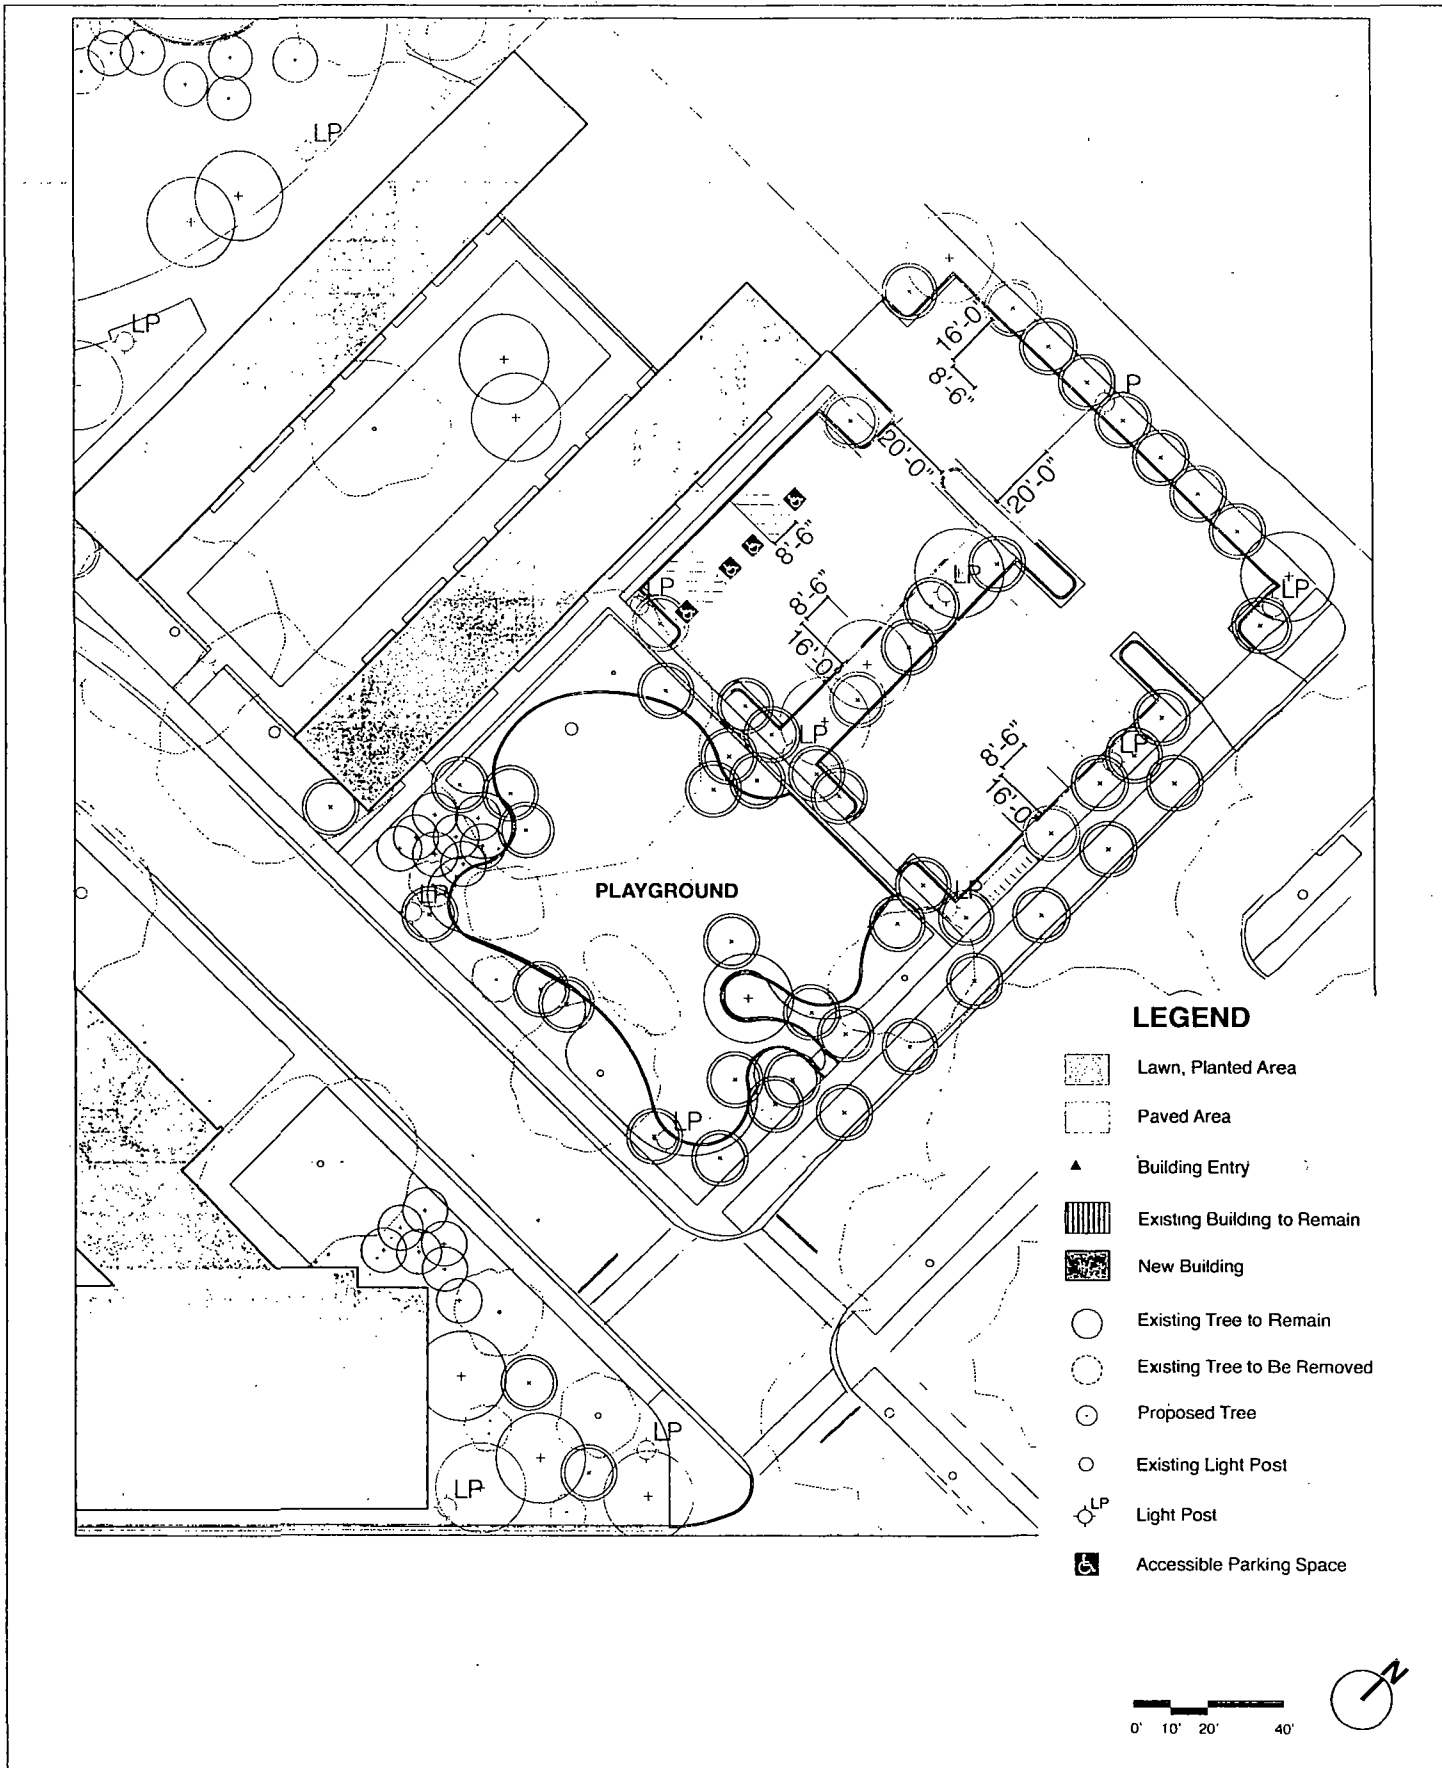 LP
LP
16'-0
8'-6"
P
20'-0"
20'-0"
8'-6"
LP
LP
LP
8'-6"
16'-0"
LP
8'-6"
LP
16'-0"
PLAYGROUND
LP
LP
LP
LEGEND
Lawn, Planted Area
Paved Area
Building Entry
Existing Building to Remain
New Building
Existing Tree to Remain
Existing Tree to Be Removed
Proposed Tree
Existing Light Post
LP
Light Post
Accessible Parking Space
LP
LP
N
0' 10' 20' 40'